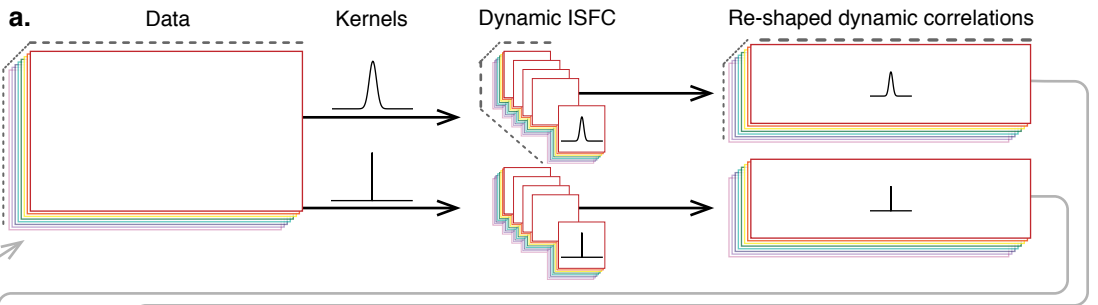 a.
Data
Kernels
Dynamic ISFC
Re-shaped dynamic correlations